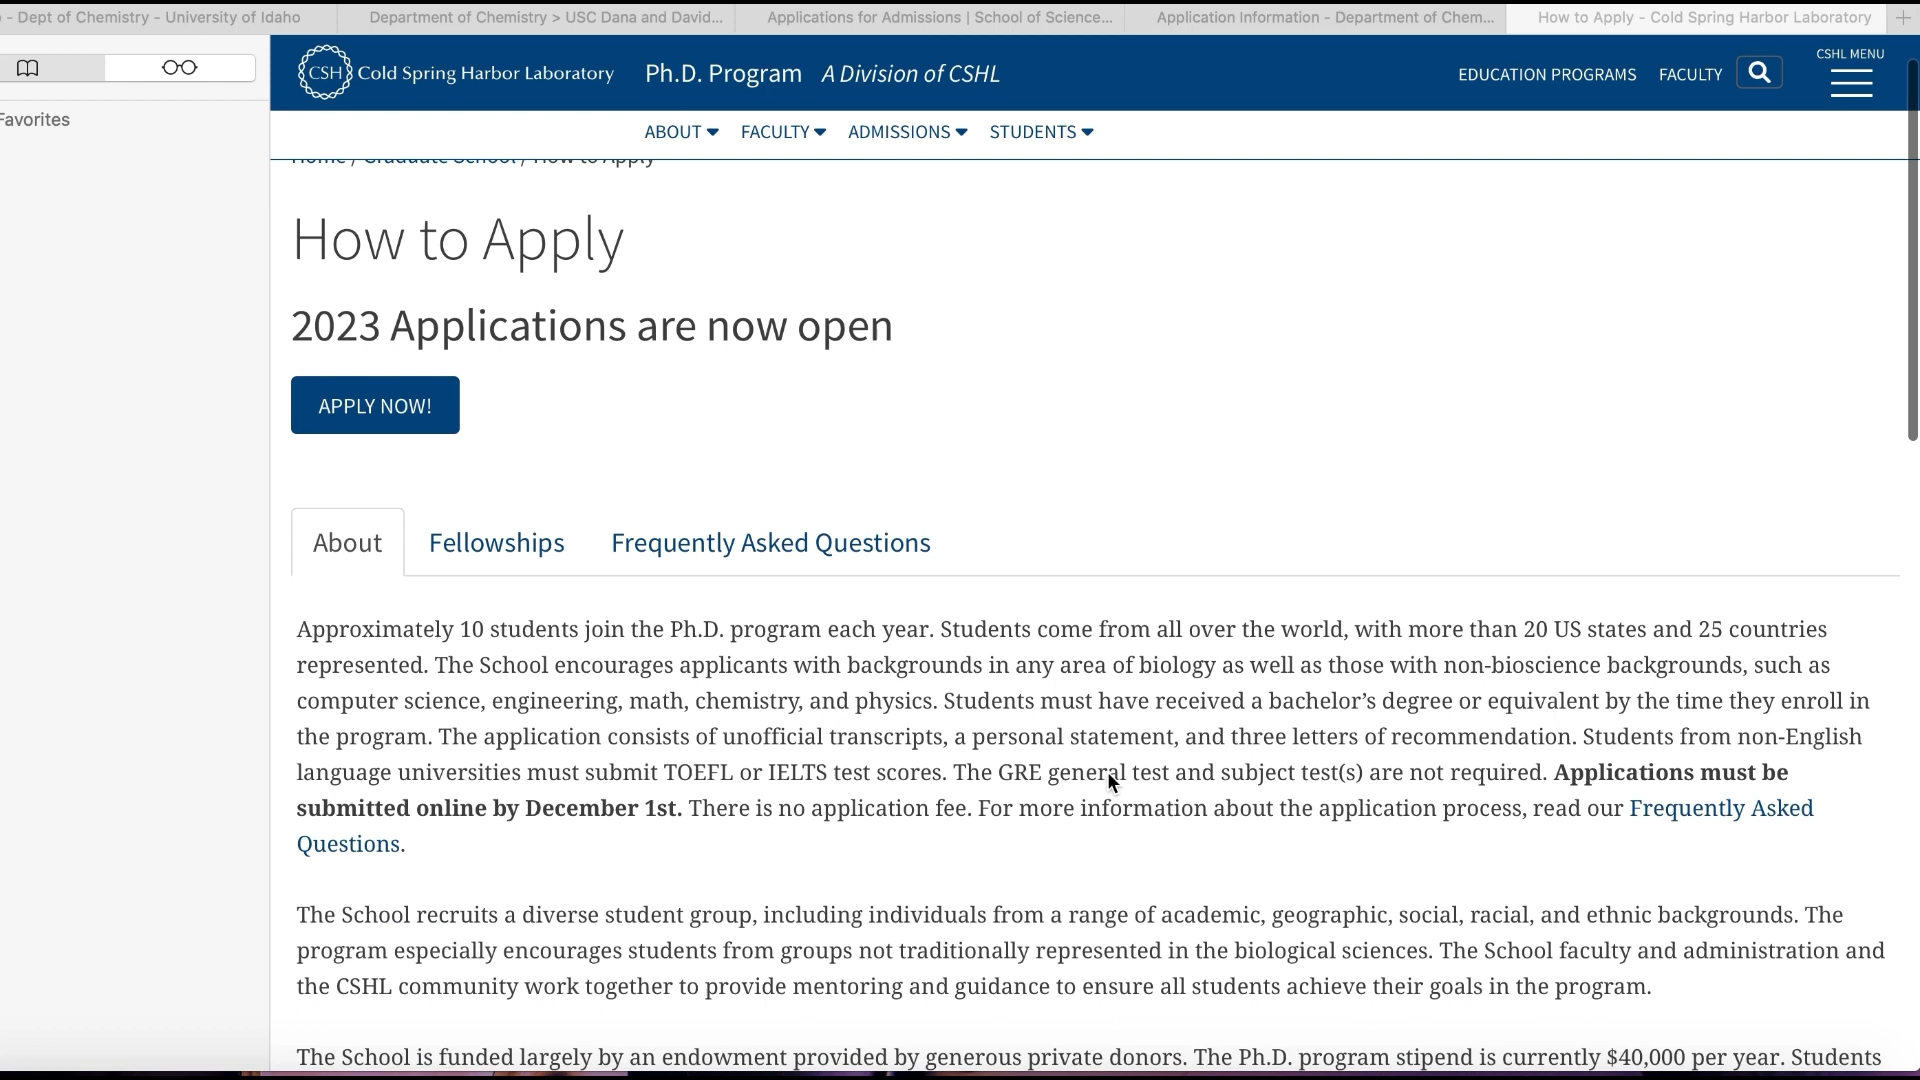 - Dept of Chemistry - University of Idaho
Department of Chemistry > USC Dana and David...
Applications for Admissions | School of Science...
Application Information - Department of Chem...
How to Apply - Cold Spring Harbor Laboratory
CSH Cold Spring Harbor Laboratory
Ph.D. Program A Division of CSHL
EDUCATION PROGRAMS
FACULTY
CSHL MENU
Favorites
ABOUT
FACULTY
ADMISSIONS
STUDENTS
Home / Graduate School / How to Apply
How to Apply
2023 Applications are now open
APPLY NOW!
About
Fellowships
Frequently Asked Questions
Approximately 10 students join the Ph.D. program each year. Students come from all over the world, with more than 20 US states and 25 countries
represented. The School encourages applicants with backgrounds in any area of biology as well as those with non-bioscience backgrounds, such as
computer science, engineering, math, chemistry, and physics. Students must have received a bachelor’s degree or equivalent by the time they enroll in
the program. The application consists of unofficial transcripts, a personal statement, and three letters of recommendation. Students from non-English
language universities must submit TOEFL or IELTS test scores. The GRE general test and subject test(s) are not required. Applications must be
submitted online by December 1st. There is no application fee. For more information about the application process, read our Frequently Asked
Questions.
The School recruits a diverse student group, including individuals from a range of academic, geographic, social, racial, and ethnic backgrounds. The
program especially encourages students from groups not traditionally represented in the biological sciences. The School faculty and administration and
the CSHL community work together to provide mentoring and guidance to ensure all students achieve their goals in the program.
The School is funded largely by an endowment provided by generous private donors. The Ph.D. program stipend is currently $40,000 per year. Students